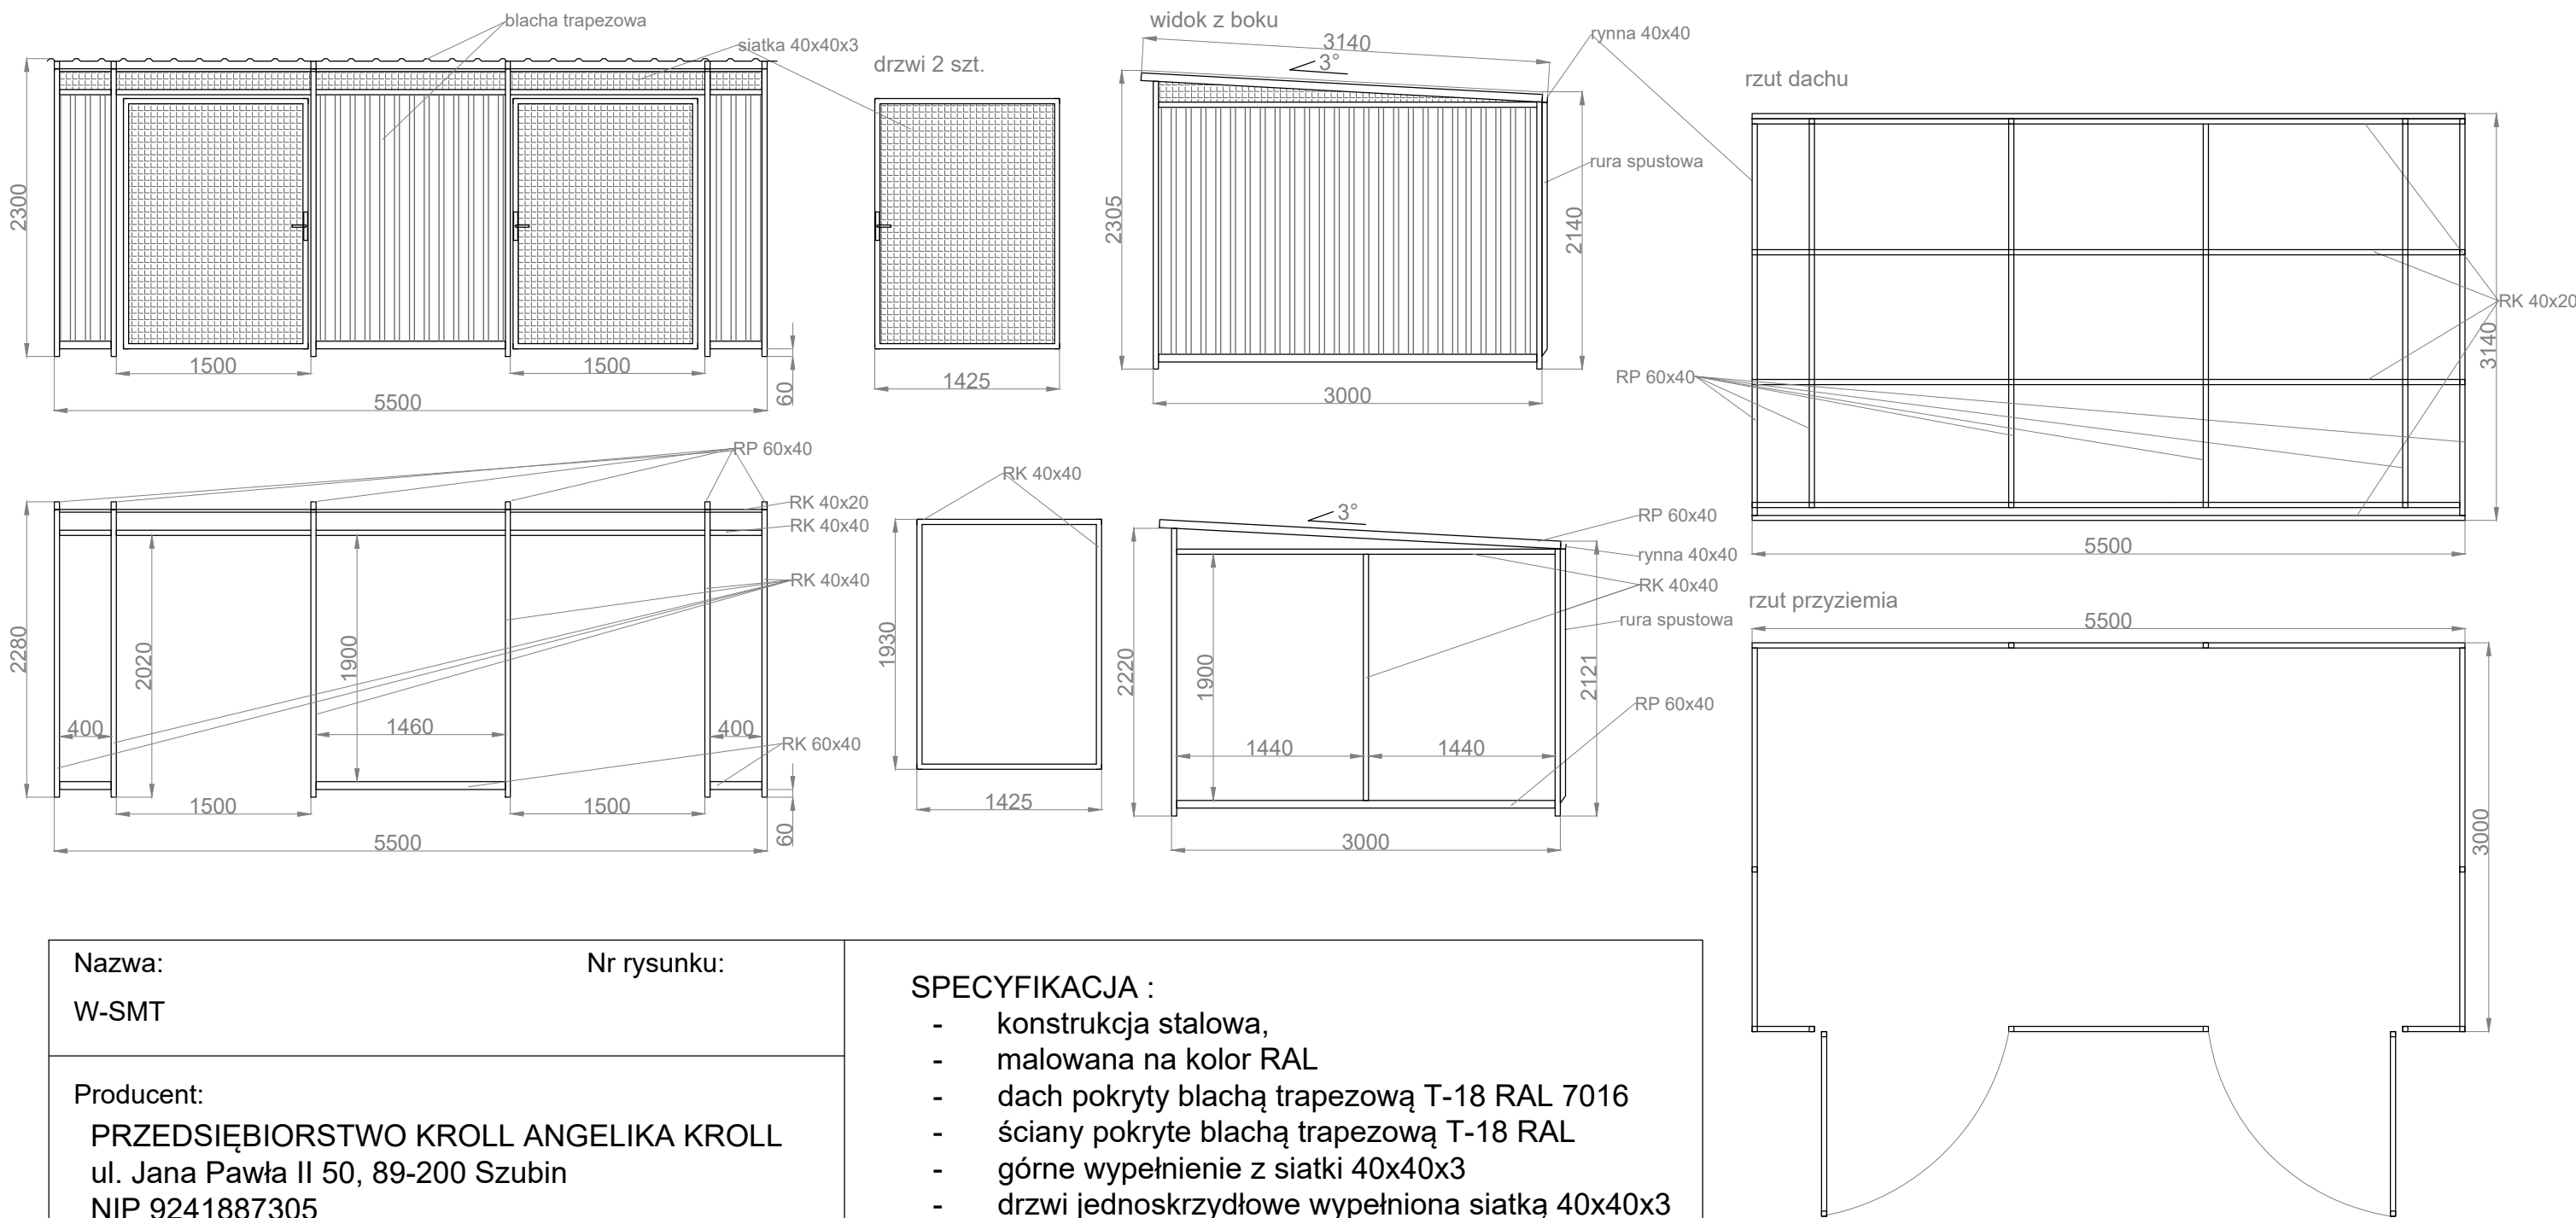 blacha trapezowa
siatka 40x40x3
2300
1500
1500
5500
60
drzwi 2 szt.
1425
widok z boku
3140
3°
rynna 40x40
rura spustowa
2305
2140
3000
rzut dachu
RK 40x20
RP 60x40
3140
5500
RP 60x40
RK 40x20
RK 40x40
RK 40x40
RK 60x40
2280
2020
1900
400
1460
400
1500
1500
60
5500
RK 40x40
1930
1425
3°
RP 60x40
rynna 40x40
RK 40x40
rura spustowa
RP 60x40
2220
1900
2121
1440
1440
3000
rzut przyziemia
5500
3000
Nazwa:
Nr rysunku:
W-SMT
Producent:
PRZEDSIĘBIORSTWO KROLL ANGELIKA KROLL
ul. Jana Pawła II 50, 89-200 Szubin
NIP 9241887305
SPECYFIKACJA :
- konstrukcja stalowa,
- malowana na kolor RAL
- dach pokryty blachą trapezową T-18 RAL 7016
- ściany pokryte blachą trapezową T-18 RAL
- górne wypełnienie z siatki 40x40x3
- drzwi jednoskrzydłowe wypełniona siatką 40x40x3